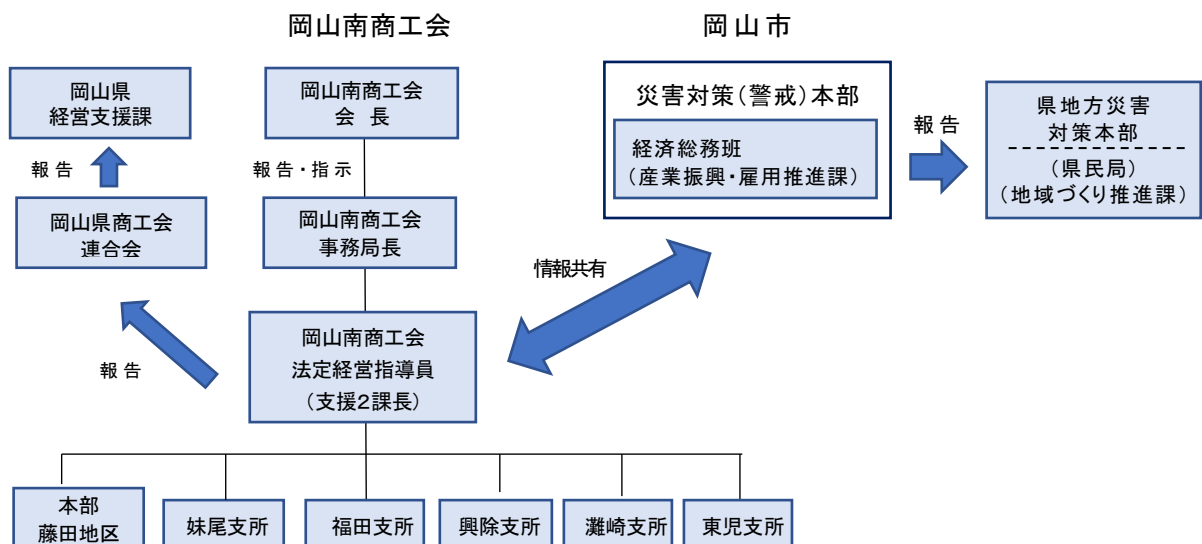 岡山南商工会
岡山市
岡山県
経営支援課
報告
岡山県商工会
連合会
報告
岡山南商工会
会 長
報告・指示
岡山南商工会
事務局長
岡山南商工会
法定経営指導員
(支援2課長)
本部
藤田地区
妹尾支所
福田支所
興除支所
灘崎支所
東児支所
情報共有
災害対策(警戒)本部
経済総務班
(産業振興・雇用推進課)
報告
県地方災害
対策本部
(県民局)
(地域づくり推進課)